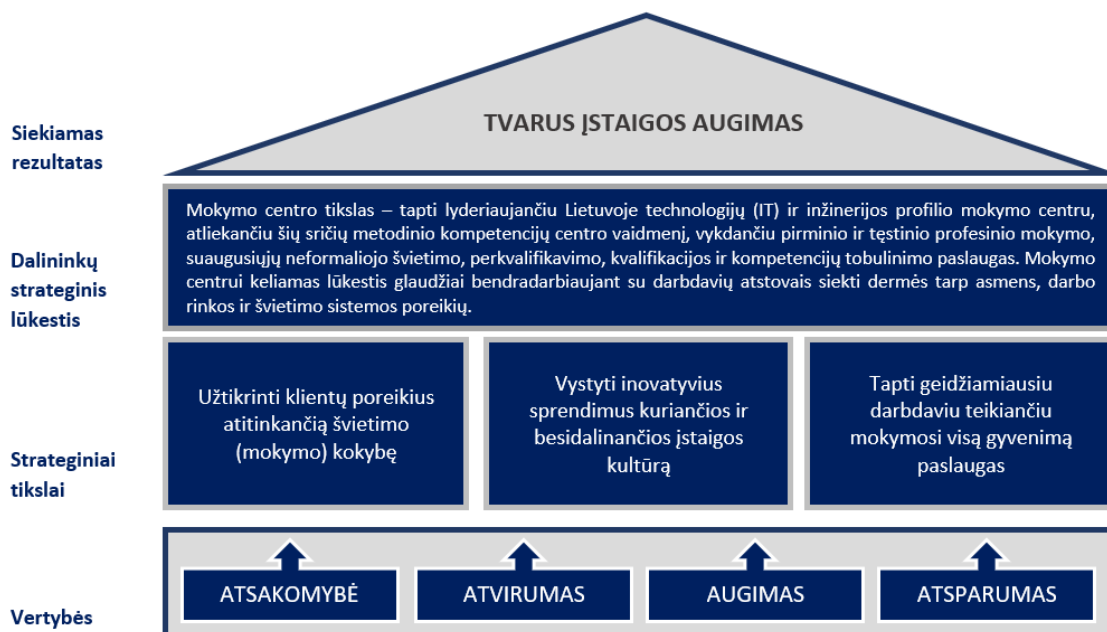 TVARUS ĮSTAIGOS AUGIMAS
Siekiamas
rezultatas
Mokymo centro tikslas – tapti lyderiaujančiu Lietuvoje technologijų (IT) ir inžinerijos profilio mokymo centru,
atliekančiu šių sričių metodinio kompetencijų centro vaidmenį, vykdančiu pirminio ir tęstinio profesinio mokymo,
suaugusiųjų neformaliojo švietimo, perkvalifikavimo, kvalifikacijos ir kompetencijų tobulinimo paslaugas. Mokymo
centrui keliamas lūkestis glaudžiai bendradarbiaujant su darbdavių atstovais siekti dermės tarp asmens, darbo
rinkos ir švietimo sistemos poreikių.
Dalininkų
strateginis
lūkestis
Užtikrinti klientų poreikius
atitinkančią švietimo
(mokymo) kokybę
Vystyti inovatyvius
sprendimus kuriančios ir
besidalinančios įstaigos
kultūrą
Tapti geidžiamiausiu
darbdaviu teikiančiu
mokymosi visą gyvenimą
paslaugas
Strateginiai
tikslai
ATSAKOMYBĖ
ATVIRUMAS
AUGIMAS
ATSPARUMAS
Vertybės